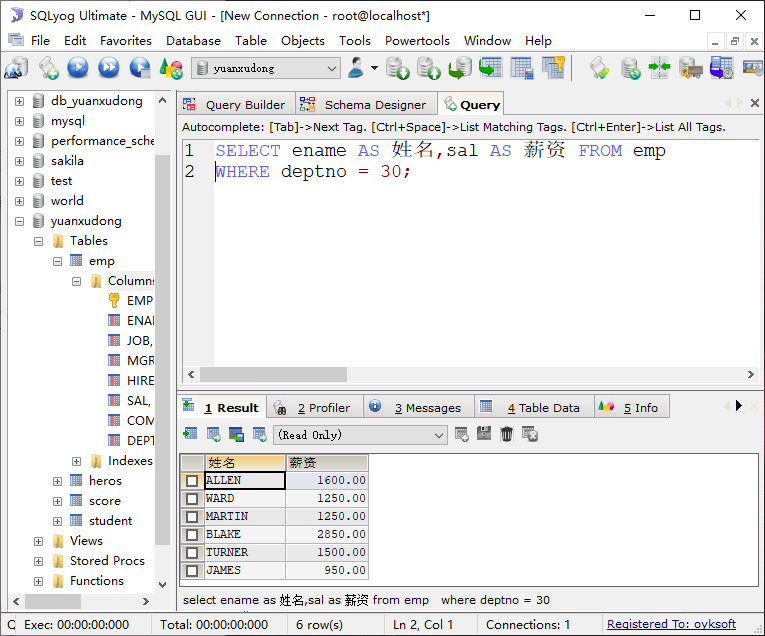 SQLyog Ultimate - MySQL GUI - [New Connection - root@localhost*]
File Edit Favorites Database Table Objects Tools Powertools Window Help
yuanxudong
db_yuanxudong
mysql
performance_sche
sakila
test
world
yuanxudong
Tables
emp
Columns
EMP
ENA
JOB,
MGR
HIRE
SAL,
COM
DEPT
Indexes
heros
score
student
Views
Stored Procs
Functions
Query Builder Schema Designer Query
Autocomplete: [Tab]->Next Tag. [Ctrl+Space]->List Matching Tags. [Ctrl+Enter]->List All Tags.
1 SELECT ename AS 姓名,sal AS 薪资 FROM emp
2 WHERE deptno = 30;
1 Result 2 Profiler 3 Messages 4 Table Data 5 Info
(Read Only)
姓名 薪资
ALLEN 1600.00
WARD 1250.00
MARTIN 1250.00
BLAKE 2850.00
TURNER 1500.00
JAMES 950.00
select ename as 姓名,sal as 薪资 from emp where deptno = 30
Exec: 00:00:00:000 Total: 00:00:00:000 6 row(s) Ln 2, Col 1 Connections: 1 Registered To: ovksoft